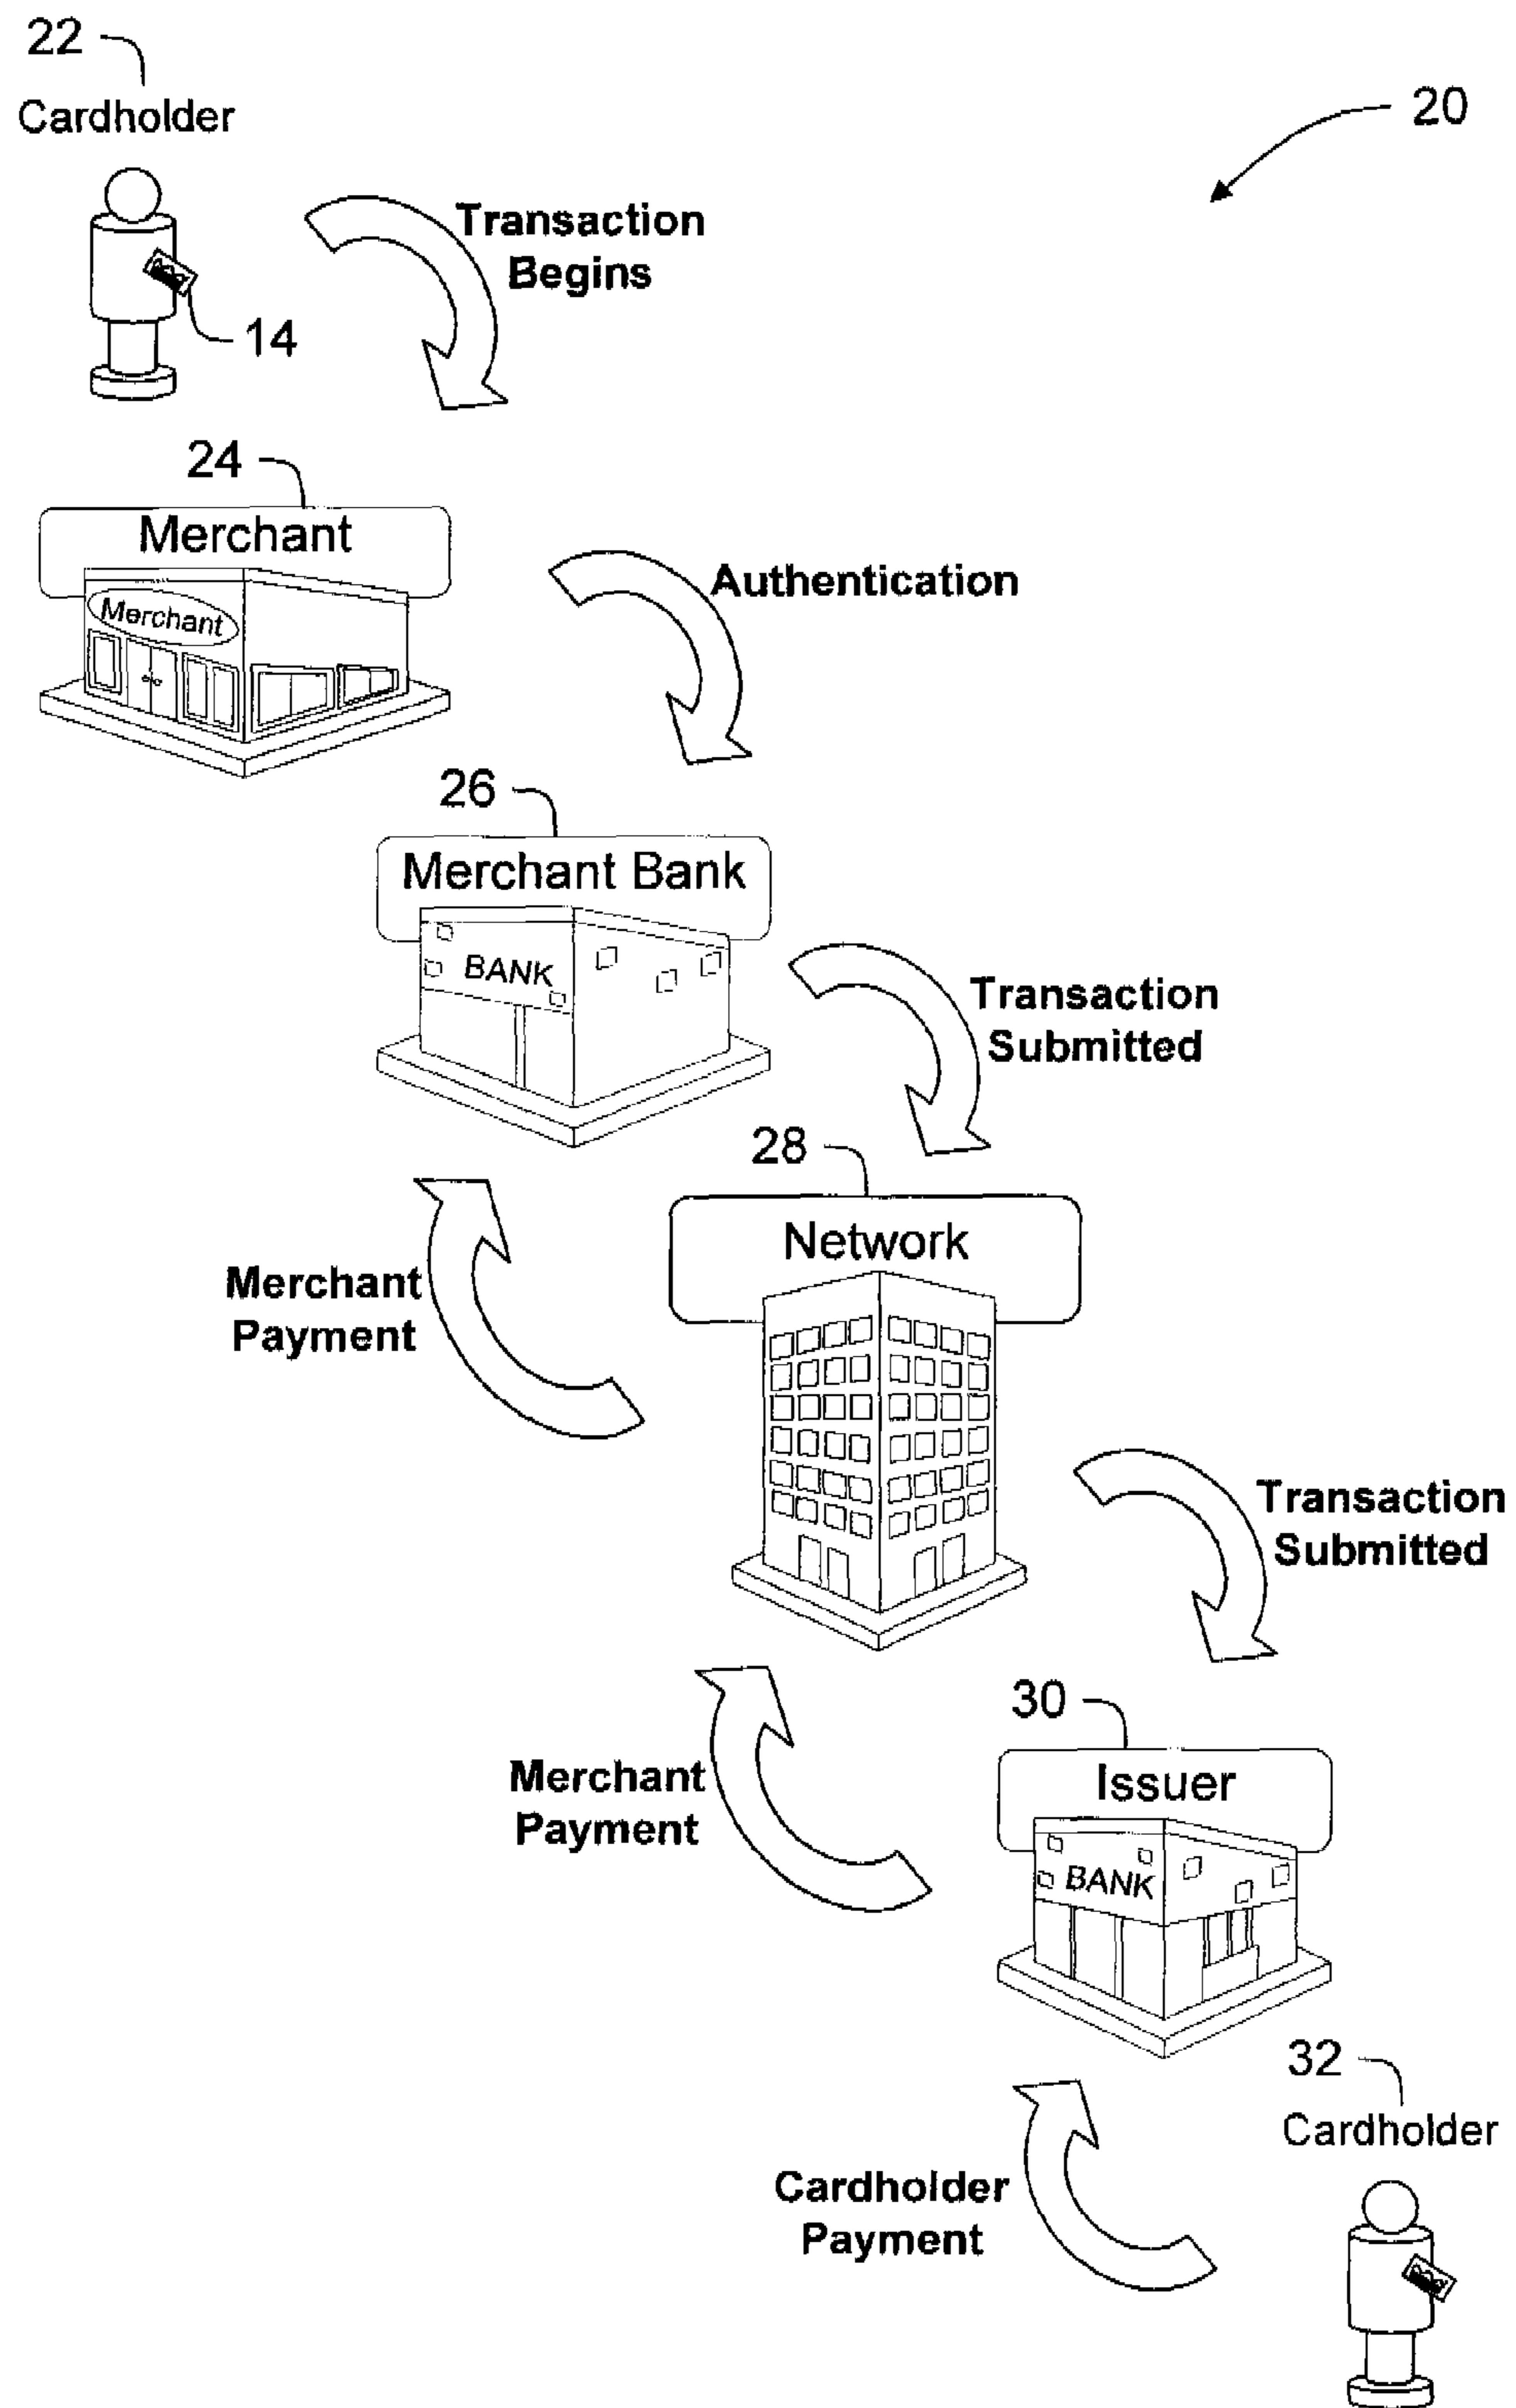 22
Cardholder
20
Transaction
Begins
14
24
Merchant
Merchant
Authentication
26
Merchant Bank
BANK
Transaction
Submitted
28
Network
Merchant
Payment
Transaction
Submitted
30
Issuer
BANK
Merchant
Payment
32
Cardholder
Cardholder
Payment